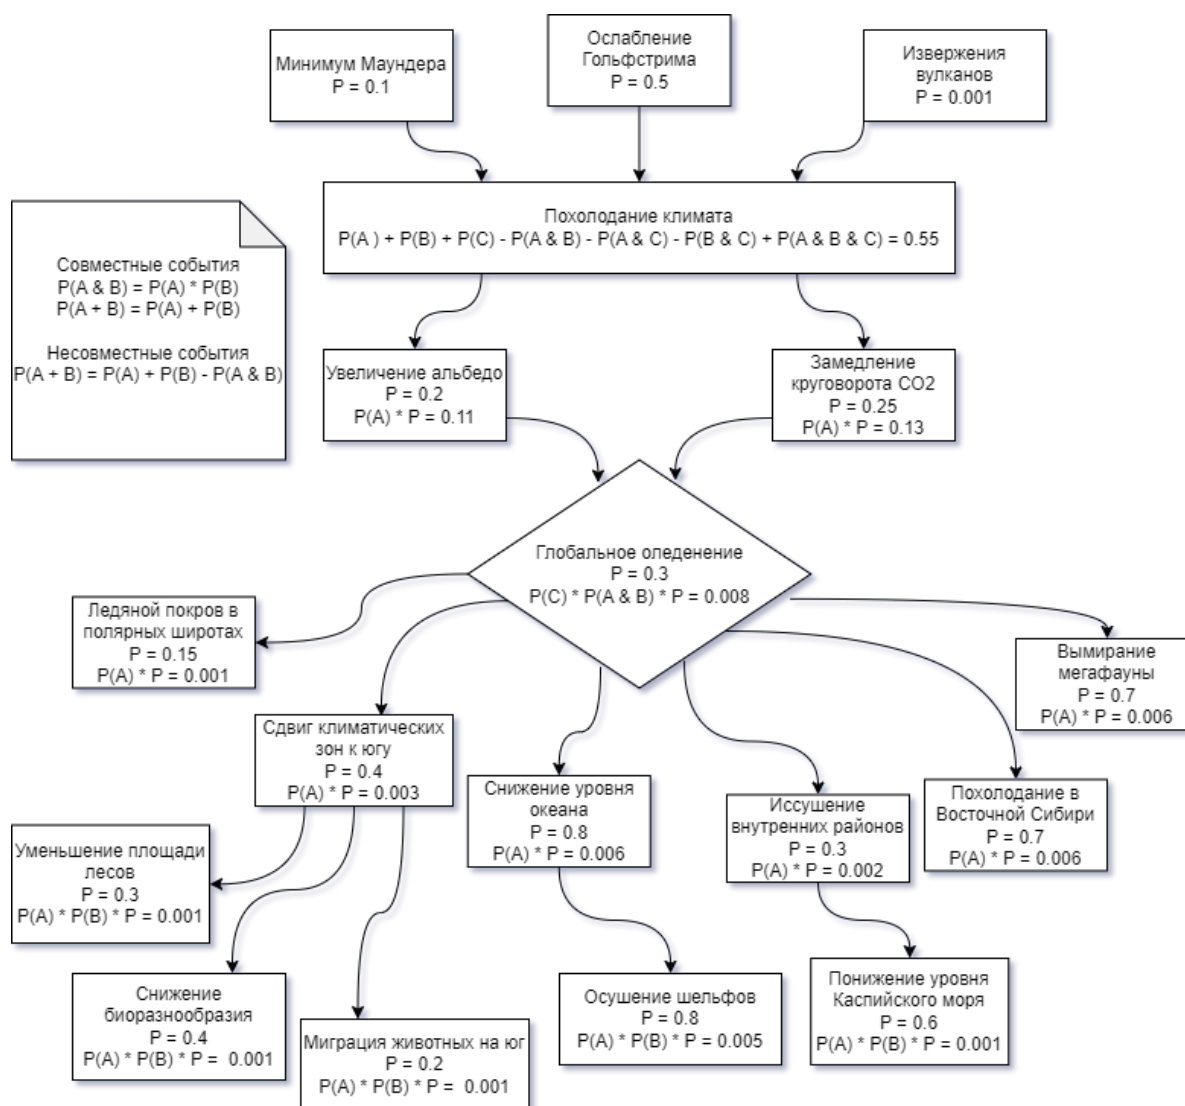 Минимум Маундера
P = 0.1
Ослабление
Гольфстрима
P = 0.5
Извержения
вулканов
P = 0.001
Похолодание климата
P(A ) + P(B) + P(C) - P(A & B) - P(A & C) - P(B & C) + P(A & B & C) = 0.55
Совместные события
P(A & B) = P(A) * P(B)
P(A + B) = P(A) + P(B)
Несовместные события
P(A + B) = P(A) + P(B) - P(A & B)
Увеличение альбедо
P = 0.2
P(A) * P = 0.11
Замедление
круговорота CO2
P = 0.25
P(A) * P = 0.13
Глобальное оледенение
P = 0.3
P(C) * P(A & B) * P = 0.008
Ледяной покров в
полярных широтах
P = 0.15
P(A) * P = 0.001
Вымирание
мегафауны
P = 0.7
P(A) * P = 0.006
Сдвиг климатических
зон к югу
P = 0.4
P(A) * P = 0.003
Снижение уровня
океана
P = 0.8
P(A) * P = 0.006
Иссушение
внутренних районов
P = 0.3
P(A) * P = 0.002
Похолодание в
Восточной Сибири
P = 0.7
P(A) * P = 0.006
Уменьшение площади
лесов
P = 0.3
P(A) * P(B) * P = 0.001
Снижение
биоразнообразия
P = 0.4
P(A) * P(B) * P =  0.001
Миграция животных на юг
P = 0.2
P(A) * P(B) * P =  0.001
Осушение шельфов
P = 0.8
P(A) * P(B) * P = 0.005
Понижение уровня
Каспийского моря
P = 0.6
P(A) * P(B) * P = 0.001